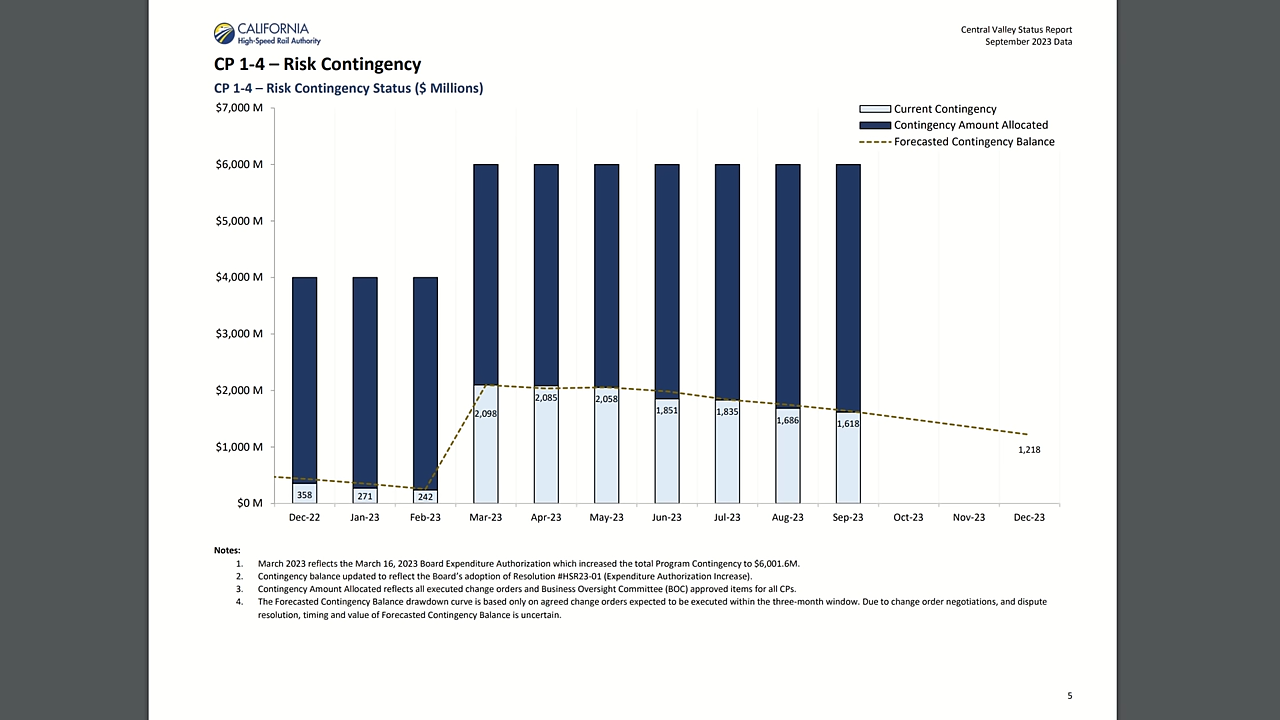 CALIFORNIA
High-Speed Rail Authority
Central Valley Status Report
September 2023 Data
CP 1-4 – Risk Contingency
CP 1-4 – Risk Contingency Status ($ Millions)
$7,000 M
$6,000 M
$5,000 M
$4,000 M
$3,000 M
$2,000 M
$1,000 M
$0 M
Current Contingency
Contingency Amount Allocated
Forecasted Contingency Balance
358
271
242
2,098
2,085
2,058
1,851
1,835
1,686
1,618
1,218
Dec-22 Jan-23 Feb-23 Mar-23 Apr-23 May-23 Jun-23 Jul-23 Aug-23 Sep-23 Oct-23 Nov-23 Dec-23
Notes:
1. March 2023 reflects the March 16, 2023 Board Expenditure Authorization which increased the total Program Contingency to $6,001.6M.
2. Contingency balance updated to reflect the Board's adoption of Resolution #HSR23-01 (Expenditure Authorization Increase).
3. Contingency Amount Allocated reflects all executed change orders and Business Oversight Committee (BOC) approved items for all CPs.
4. The Forecasted Contingency Balance drawdown curve is based only on agreed change orders expected to be executed within the three-month window. Due to change order negotiations, and dispute
resolution, timing and value of Forecasted Contingency Balance is uncertain.
5